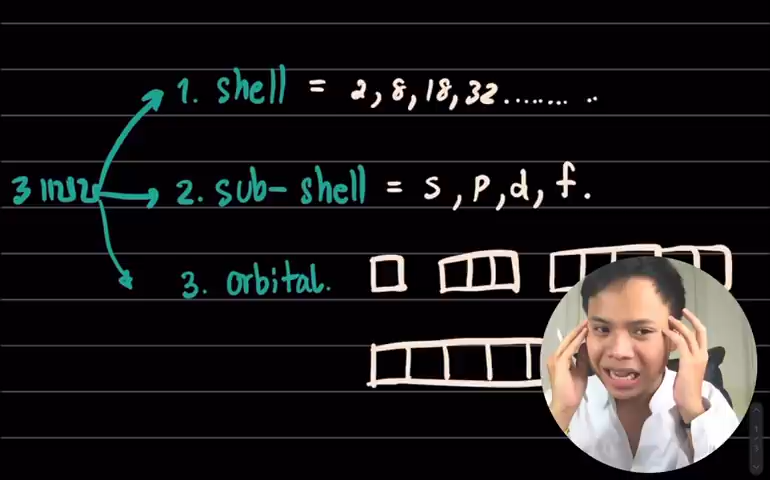 1. shell = 2, 8, 18, 32..........
3 แบบ
2. sub-shell = s, p, d, f.
3. orbital.